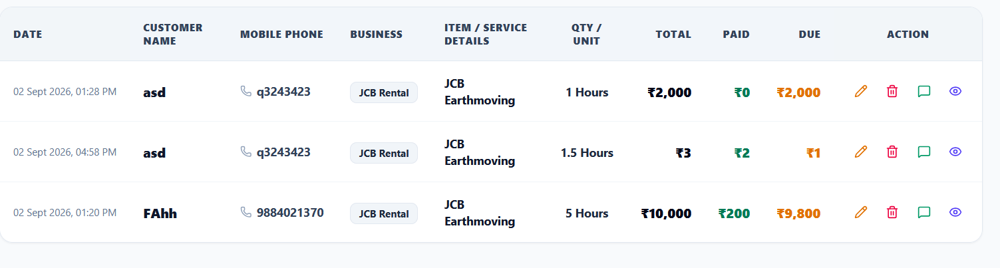 DATE CUSTOMER NAME MOBILE PHONE BUSINESS ITEM / SERVICE DETAILS QTY / UNIT TOTAL PAID DUE ACTION
02 Sept 2026, 01:28 PM asd q3243423 JCB Rental JCB Earthmoving 1 Hours ₹2,000 ₹0 ₹2,000
02 Sept 2026, 04:58 PM asd q3243423 JCB Rental JCB Earthmoving 1.5 Hours ₹3 ₹2 ₹1
02 Sept 2026, 01:20 PM FAhh 9884021370 JCB Rental JCB Earthmoving 5 Hours ₹10,000 ₹200 ₹9,800